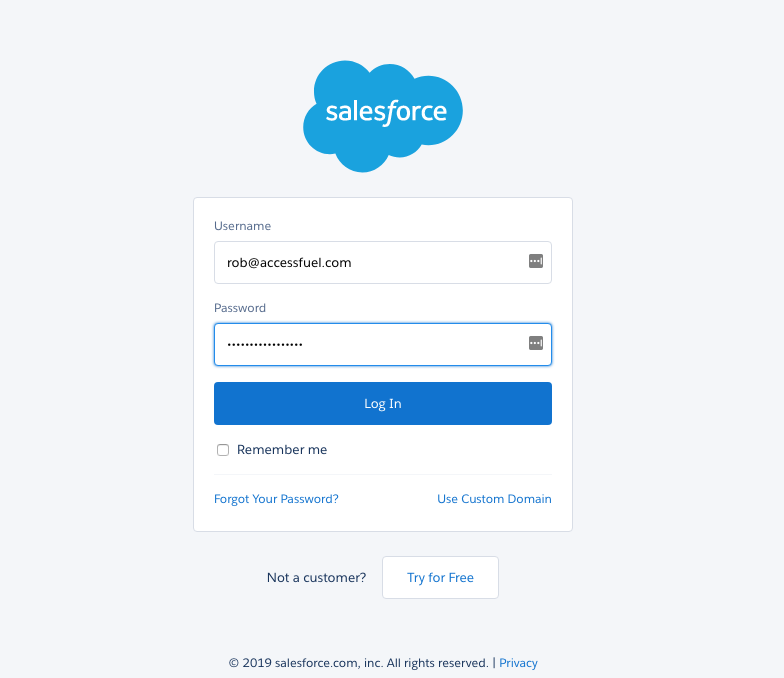 salesforce
Username
rob@accessfuel.com
Password
•••••••••••••••••
Log In
Remember me
Forgot Your Password? Use Custom Domain
Not a customer? Try for Free
© 2019 salesforce.com, inc. All rights reserved. | Privacy